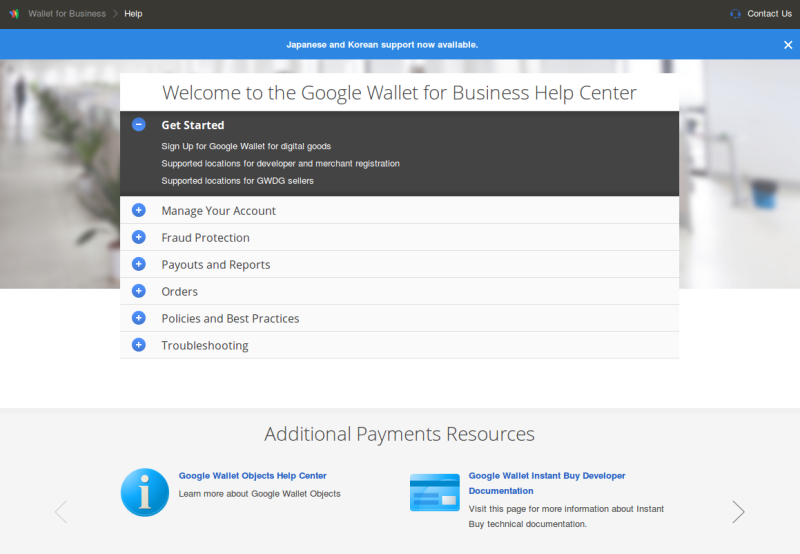 Wallet for Business > Help
Contact Us
Japanese and Korean support now available.
Welcome to the Google Wallet for Business Help Center
Get Started
Sign Up for Google Wallet for digital goods
Supported locations for developer and merchant registration
Supported locations for GWDG sellers
Manage Your Account
Fraud Protection
Payouts and Reports
Orders
Policies and Best Practices
Troubleshooting
Additional Payments Resources
Google Wallet Objects Help Center
Learn more about Google Wallet Objects
Google Wallet Instant Buy Developer
Documentation
Visit this page for more information about Instant
Buy technical documentation.